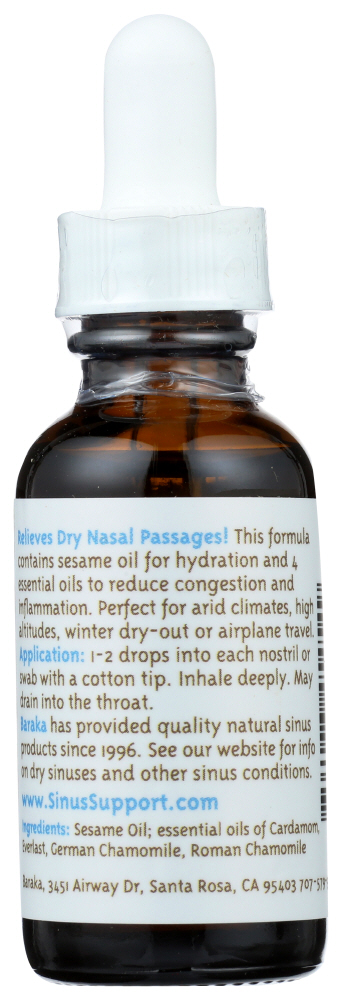 Relieves Dry Nasal Passages! This formula
contains sesame oil for hydration and 4
essential oils to reduce congestion and
inflammation. Perfect for arid climates, high
altitudes, winter dry-out or airplane travel.
Application: 1-2 drops into each nostril or
swab with a cotton tip. Inhale deeply. May
drain into the throat.
Baraka has provided quality natural sinus
products since 1996. See our website for info
on dry sinuses and other sinus conditions.
www.SinusSupport.com
Ingredients: Sesame Oil; essential oils of Cardamom,
Everlast, German Chamomile, Roman Chamomile
Baraka, 3451 Airway Dr, Santa Rosa, CA 95403 707-579-